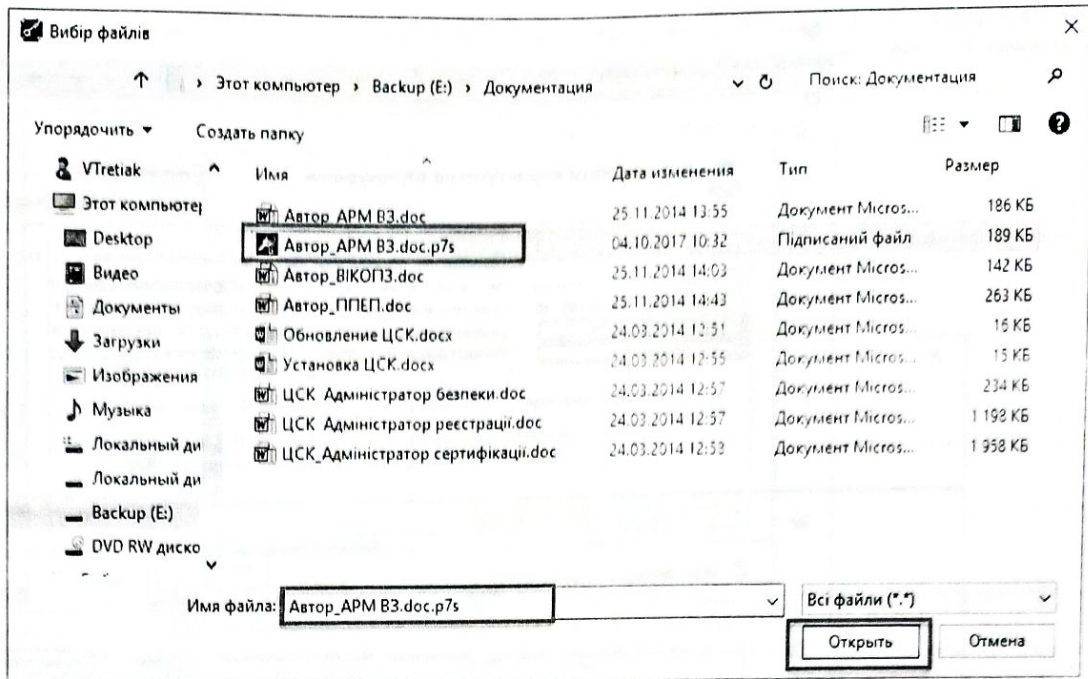 Вибір файлів
Этот компьютер › Backup (E:) › Документация
Поиск: Документация
Упорядочить
Создать папку
VTretiak
Имя
Дата изменения
Тип
Размер
Этот компьютер
Автор_АРМ ВЗ.doc
25.11.2014 13:55
Документ Micros...
186 КБ
Desktop
Автор_АРМ ВЗ.doc.p7s
04.10.2017 10:32
Підписаний файл
189 КБ
Видео
Автор_ВІКОПЗ.doc
25.11.2014 14:03
Документ Micros...
142 КБ
Документы
Автор_ППЕП.doc
25.11.2014 14:43
Документ Micros...
263 КБ
Загрузки
Обновление ЦСК.docx
24.03.2014 12:51
Документ Micros...
16 КБ
Изображения
Установка ЦСК.docx
24.03.2014 12:55
Документ Micros...
15 КБ
Музыка
ЦСК_Адміністратор безпеки.doc
24.03.2014 12:57
Документ Micros...
234 КБ
Локальный ди
ЦСК_Адміністратор реєстрації.doc
24.03.2014 12:57
Документ Micros...
1 198 КБ
Локальный ди
ЦСК_Адміністратор сертифікації.doc
24.03.2014 12:53
Документ Micros...
1 958 КБ
Backup (E:)
DVD RW диско
Имя файла:
Автор_АРМ ВЗ.doc.p7s
Всі файли (*.*)
Открыть
Отмена